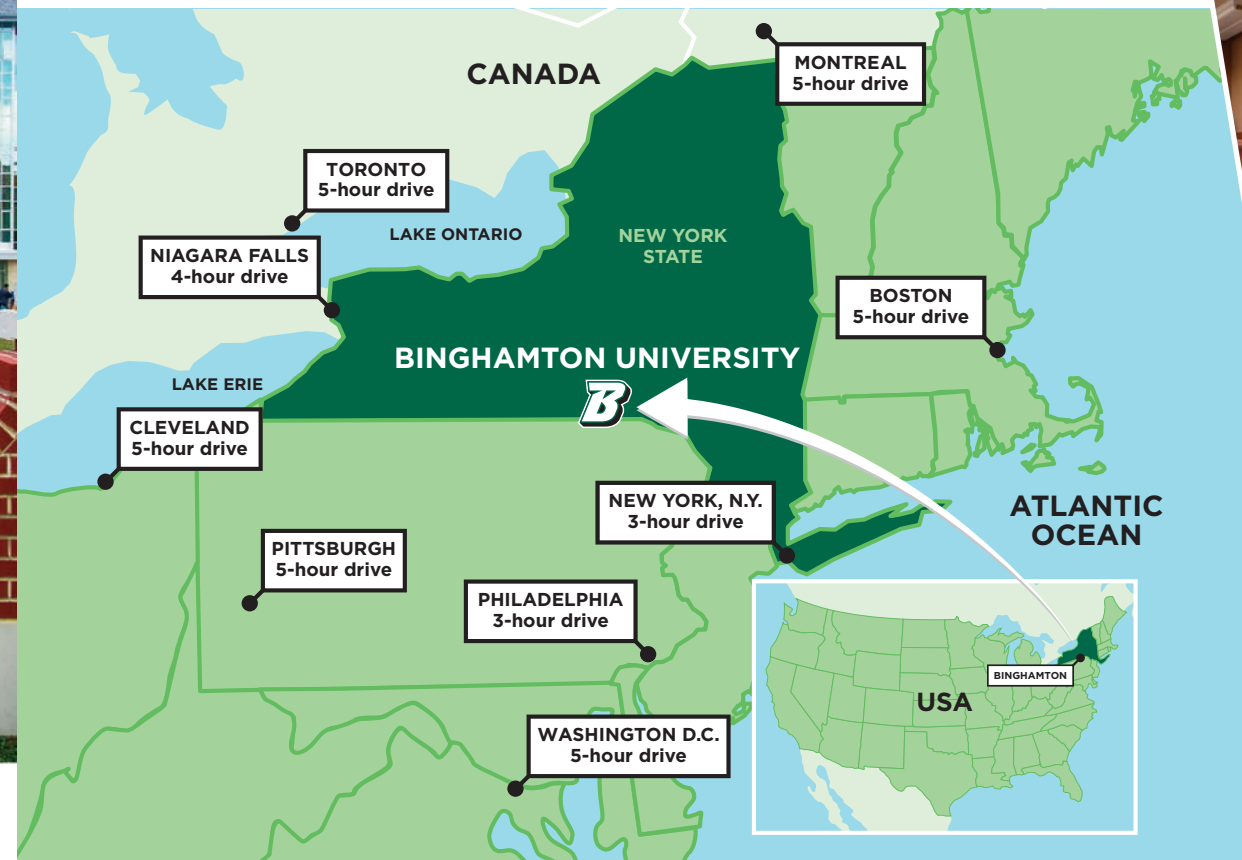 CANADA
MONTREAL
5-hour drive
TORONTO
5-hour drive
LAKE ONTARIO
NEW YORK
STATE
NIAGARA FALLS
4-hour drive
BOSTON
5-hour drive
BINGHAMTON UNIVERSITY
B
LAKE ERIE
CLEVELAND
5-hour drive
NEW YORK, N.Y.
3-hour drive
ATLANTIC
OCEAN
PITTSBURGH
5-hour drive
PHILADELPHIA
3-hour drive
BINGHAMTON
USA
WASHINGTON D.C.
5-hour drive